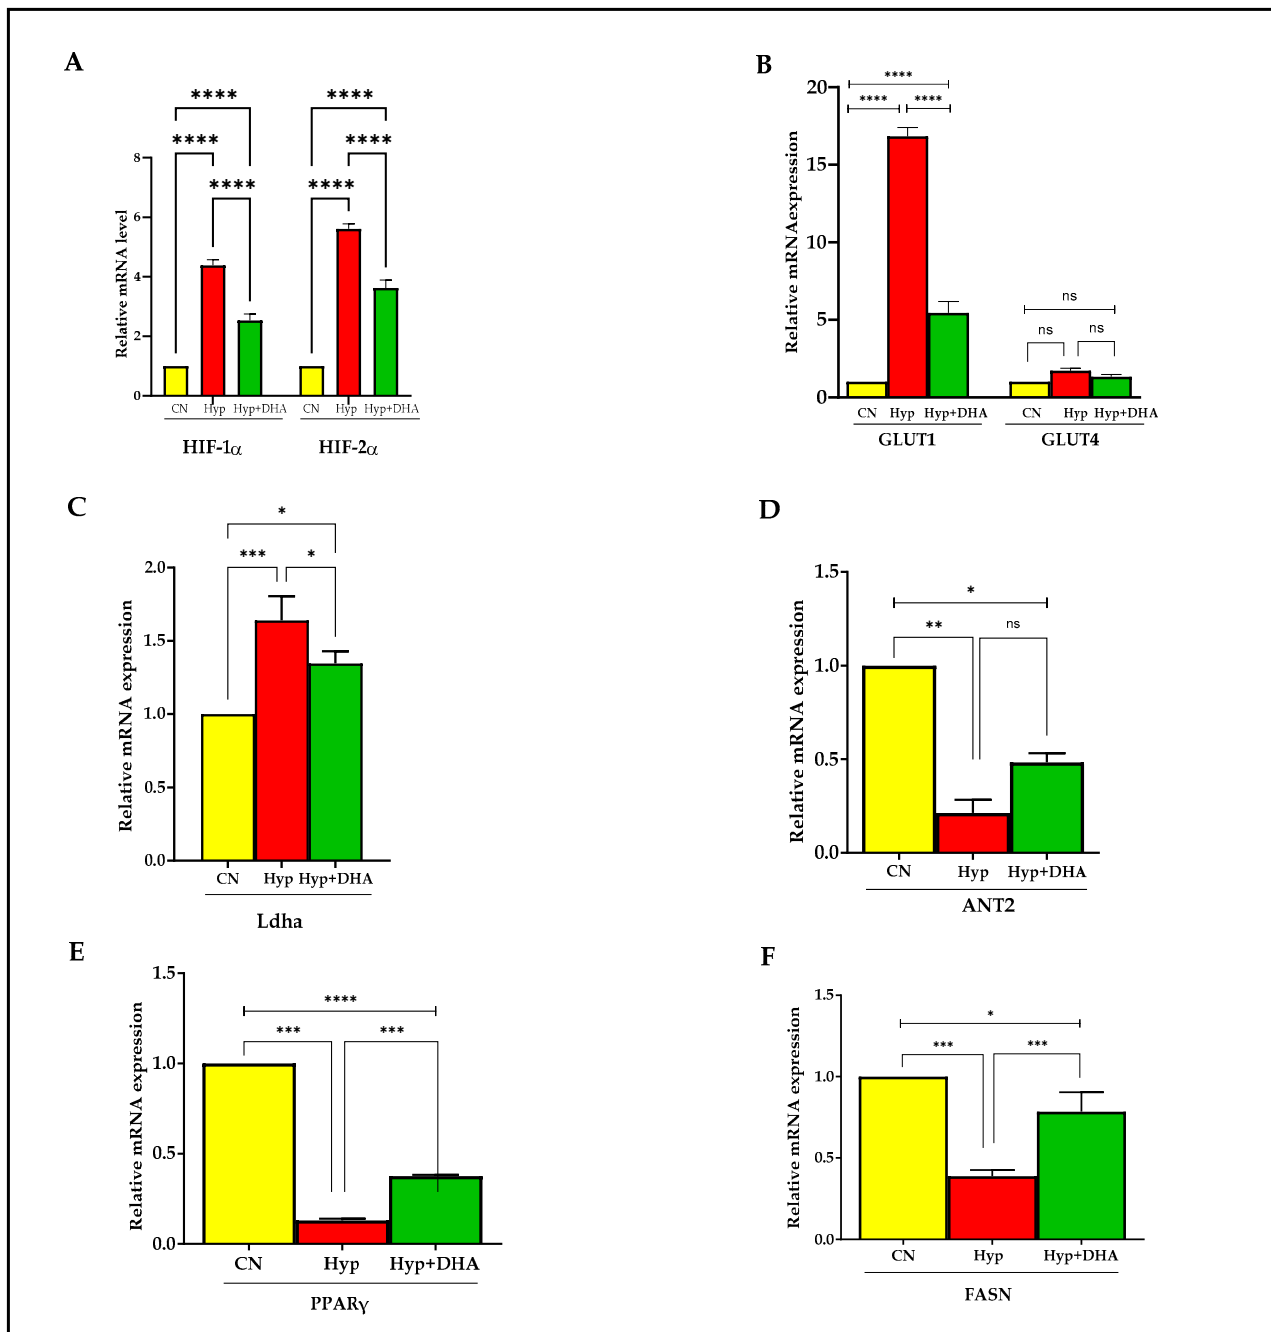 A
**** ****
**** ****
**** ****
Relative mRNA level
8
6
4
2
0
CN Hyp Hyp+DHA CN Hyp Hyp+DHA
HIF-1α HIF-2α
B
****
**** ****
Relative mRNAexpression
20
15
10
5
0
ns
ns ns
CN Hyp Hyp+DHA CN Hyp Hyp+DHA
GLUT1 GLUT4
C
*
*** *
Relative mRNA expression
2.0
1.5
1.0
0.5
0.0
CN Hyp Hyp+DHA
Ldha
D
*
** ns
Relative mRNA expression
1.5
1.0
0.5
0.0
CN Hyp Hyp+DHA
ANT2
E
****
*** ***
Relative mRNA expression
1.5
1.0
0.5
0.0
CN Hyp Hyp+DHA
PPARγ
F
*
*** ***
Relative mRNA expression
1.5
1.0
0.5
0.0
CN Hyp Hyp+DHA
FASN